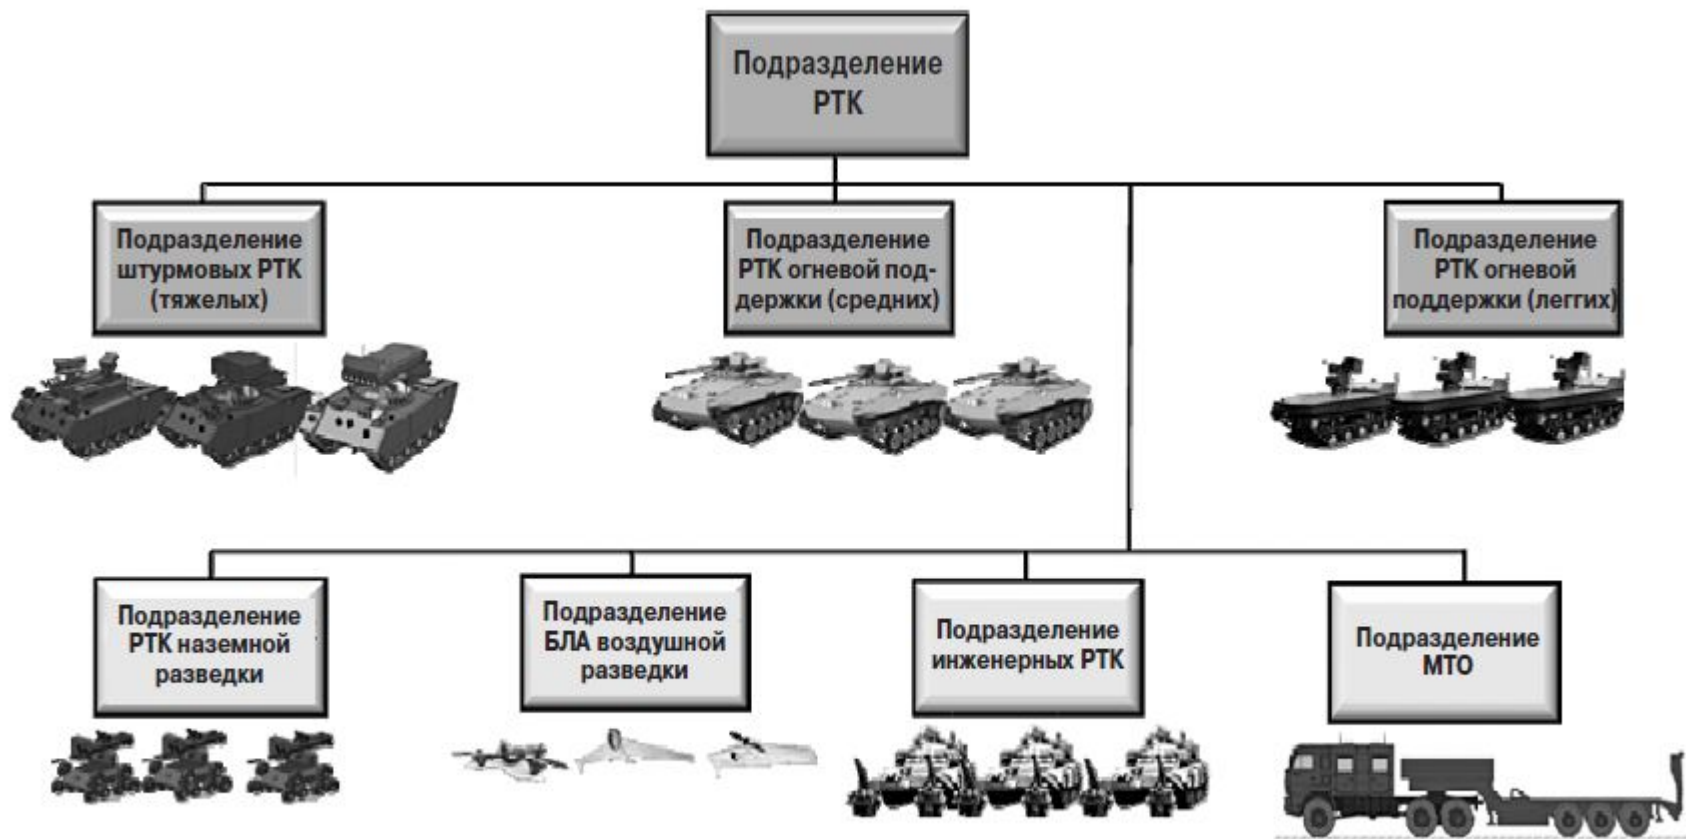 Подразделение
РТК
Подразделение
штурмовых РТК
(тяжелых)
Подразделение
РТК огневой под-
держки (средних)
Подразделение
РТК огневой
поддержки (леггих)
Подразделение
РТК наземной
разведки
Подразделение
БЛА воздушной
разведки
Подразделение
инженерных РТК
Подразделение
МТО